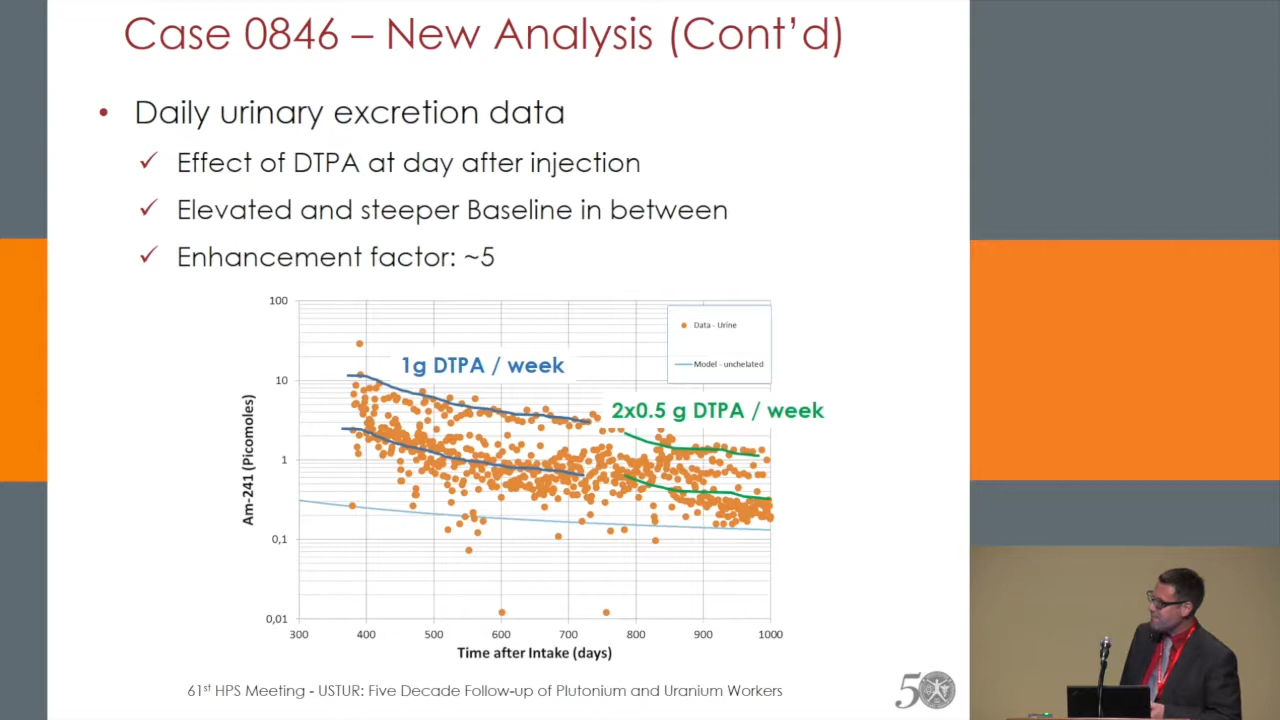 Case 0846 – New Analysis (Cont'd)
• Daily urinary excretion data
✓ Effect of DTPA at day after injection
✓ Elevated and steeper Baseline in between
✓ Enhancement factor: ~5
100
10
1
0,1
0,01
Am-241 (Picomoles)
1g DTPA / week
2x0.5 g DTPA / week
Data - Urine
Model - unchelated
300 400 500 600 700 800 900 1000
Time after Intake (days)
61st HPS Meeting - USTUR: Five Decade Follow-up of Plutonium and Uranium Workers
50